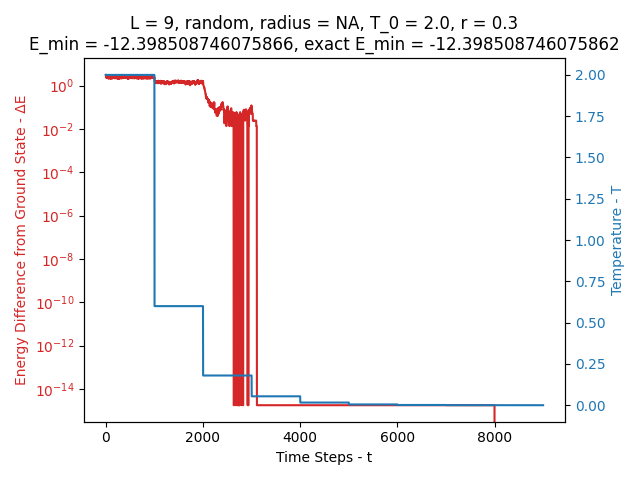 L = 9, random, radius = NA, T_0 = 2.0, r = 0.3
E_min = -12.398508746075866, exact E_min = -12.398508746075862
Energy Difference from Ground State - ΔE
10⁰
10⁻²
10⁻⁴
10⁻⁶
10⁻⁸
10⁻¹⁰
10⁻¹²
10⁻¹⁴
2.00
1.75
1.50
1.25
1.00
0.75
0.50
0.25
0.00
Temperature - T
0 2000 4000 6000 8000
Time Steps - t